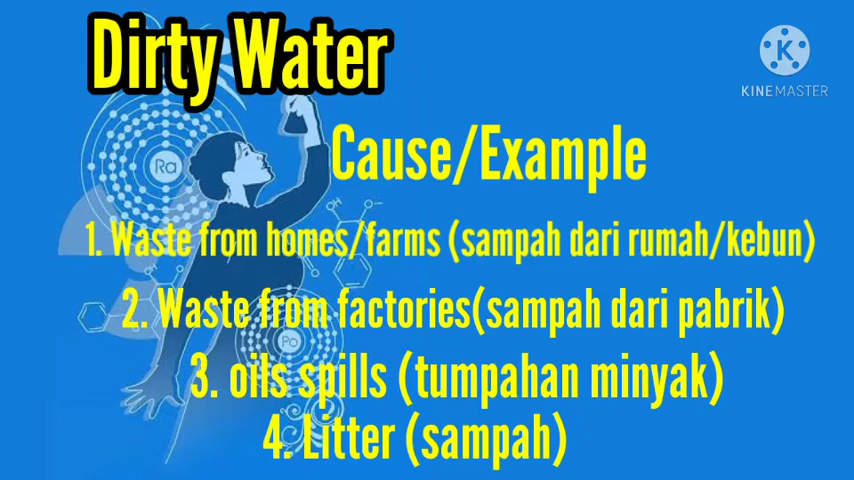 Dirty Water
KINEMASTER
Cause/Example
Ra
1. Waste from homes/farms (sampah dari rumah/kebun)
2. Waste from factories(sampah dari pabrik)
Po
3. oils spills (tumpahan minyak)
4. Litter (sampah)